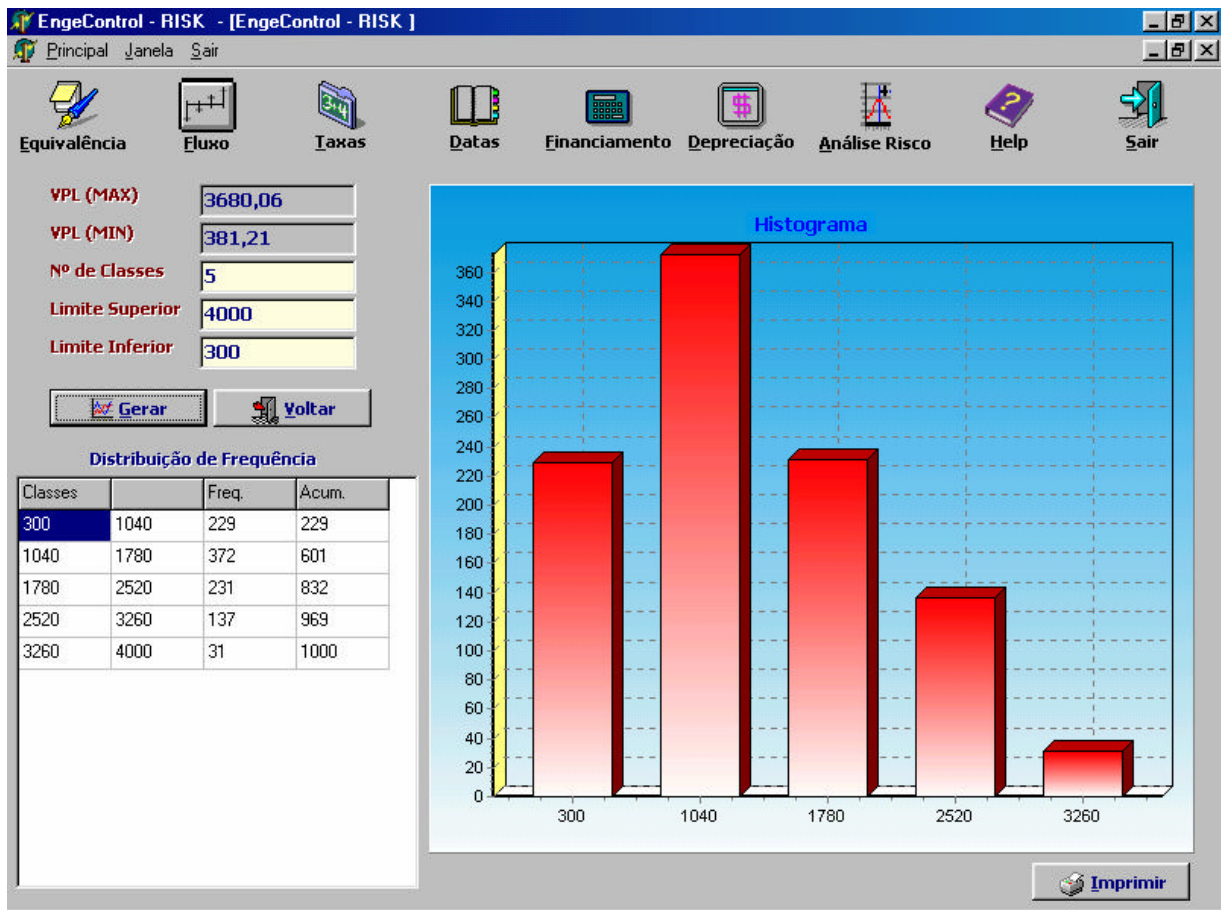 EngeControl - RISK - [EngeControl - RISK ]
Principal Janela Sair
Equivalência Fluxo Taxas Datas Financiamento Depreciação Análise Risco Help Sair
VPL (MAX) 3680,06
VPL (MIN) 381,21
Nº de Classes 5
Limite Superior 4000
Limite Inferior 300
Gerar Voltar
Distribuição de Frequência
Classes Freq. Acum.
300 1040 229 229
1040 1780 372 601
1780 2520 231 832
2520 3260 137 969
3260 4000 31 1000
Histograma
360
340
320
300
280
260
240
220
200
180
160
140
120
100
80
60
40
20
0
300 1040 1780 2520 3260
Imprimir